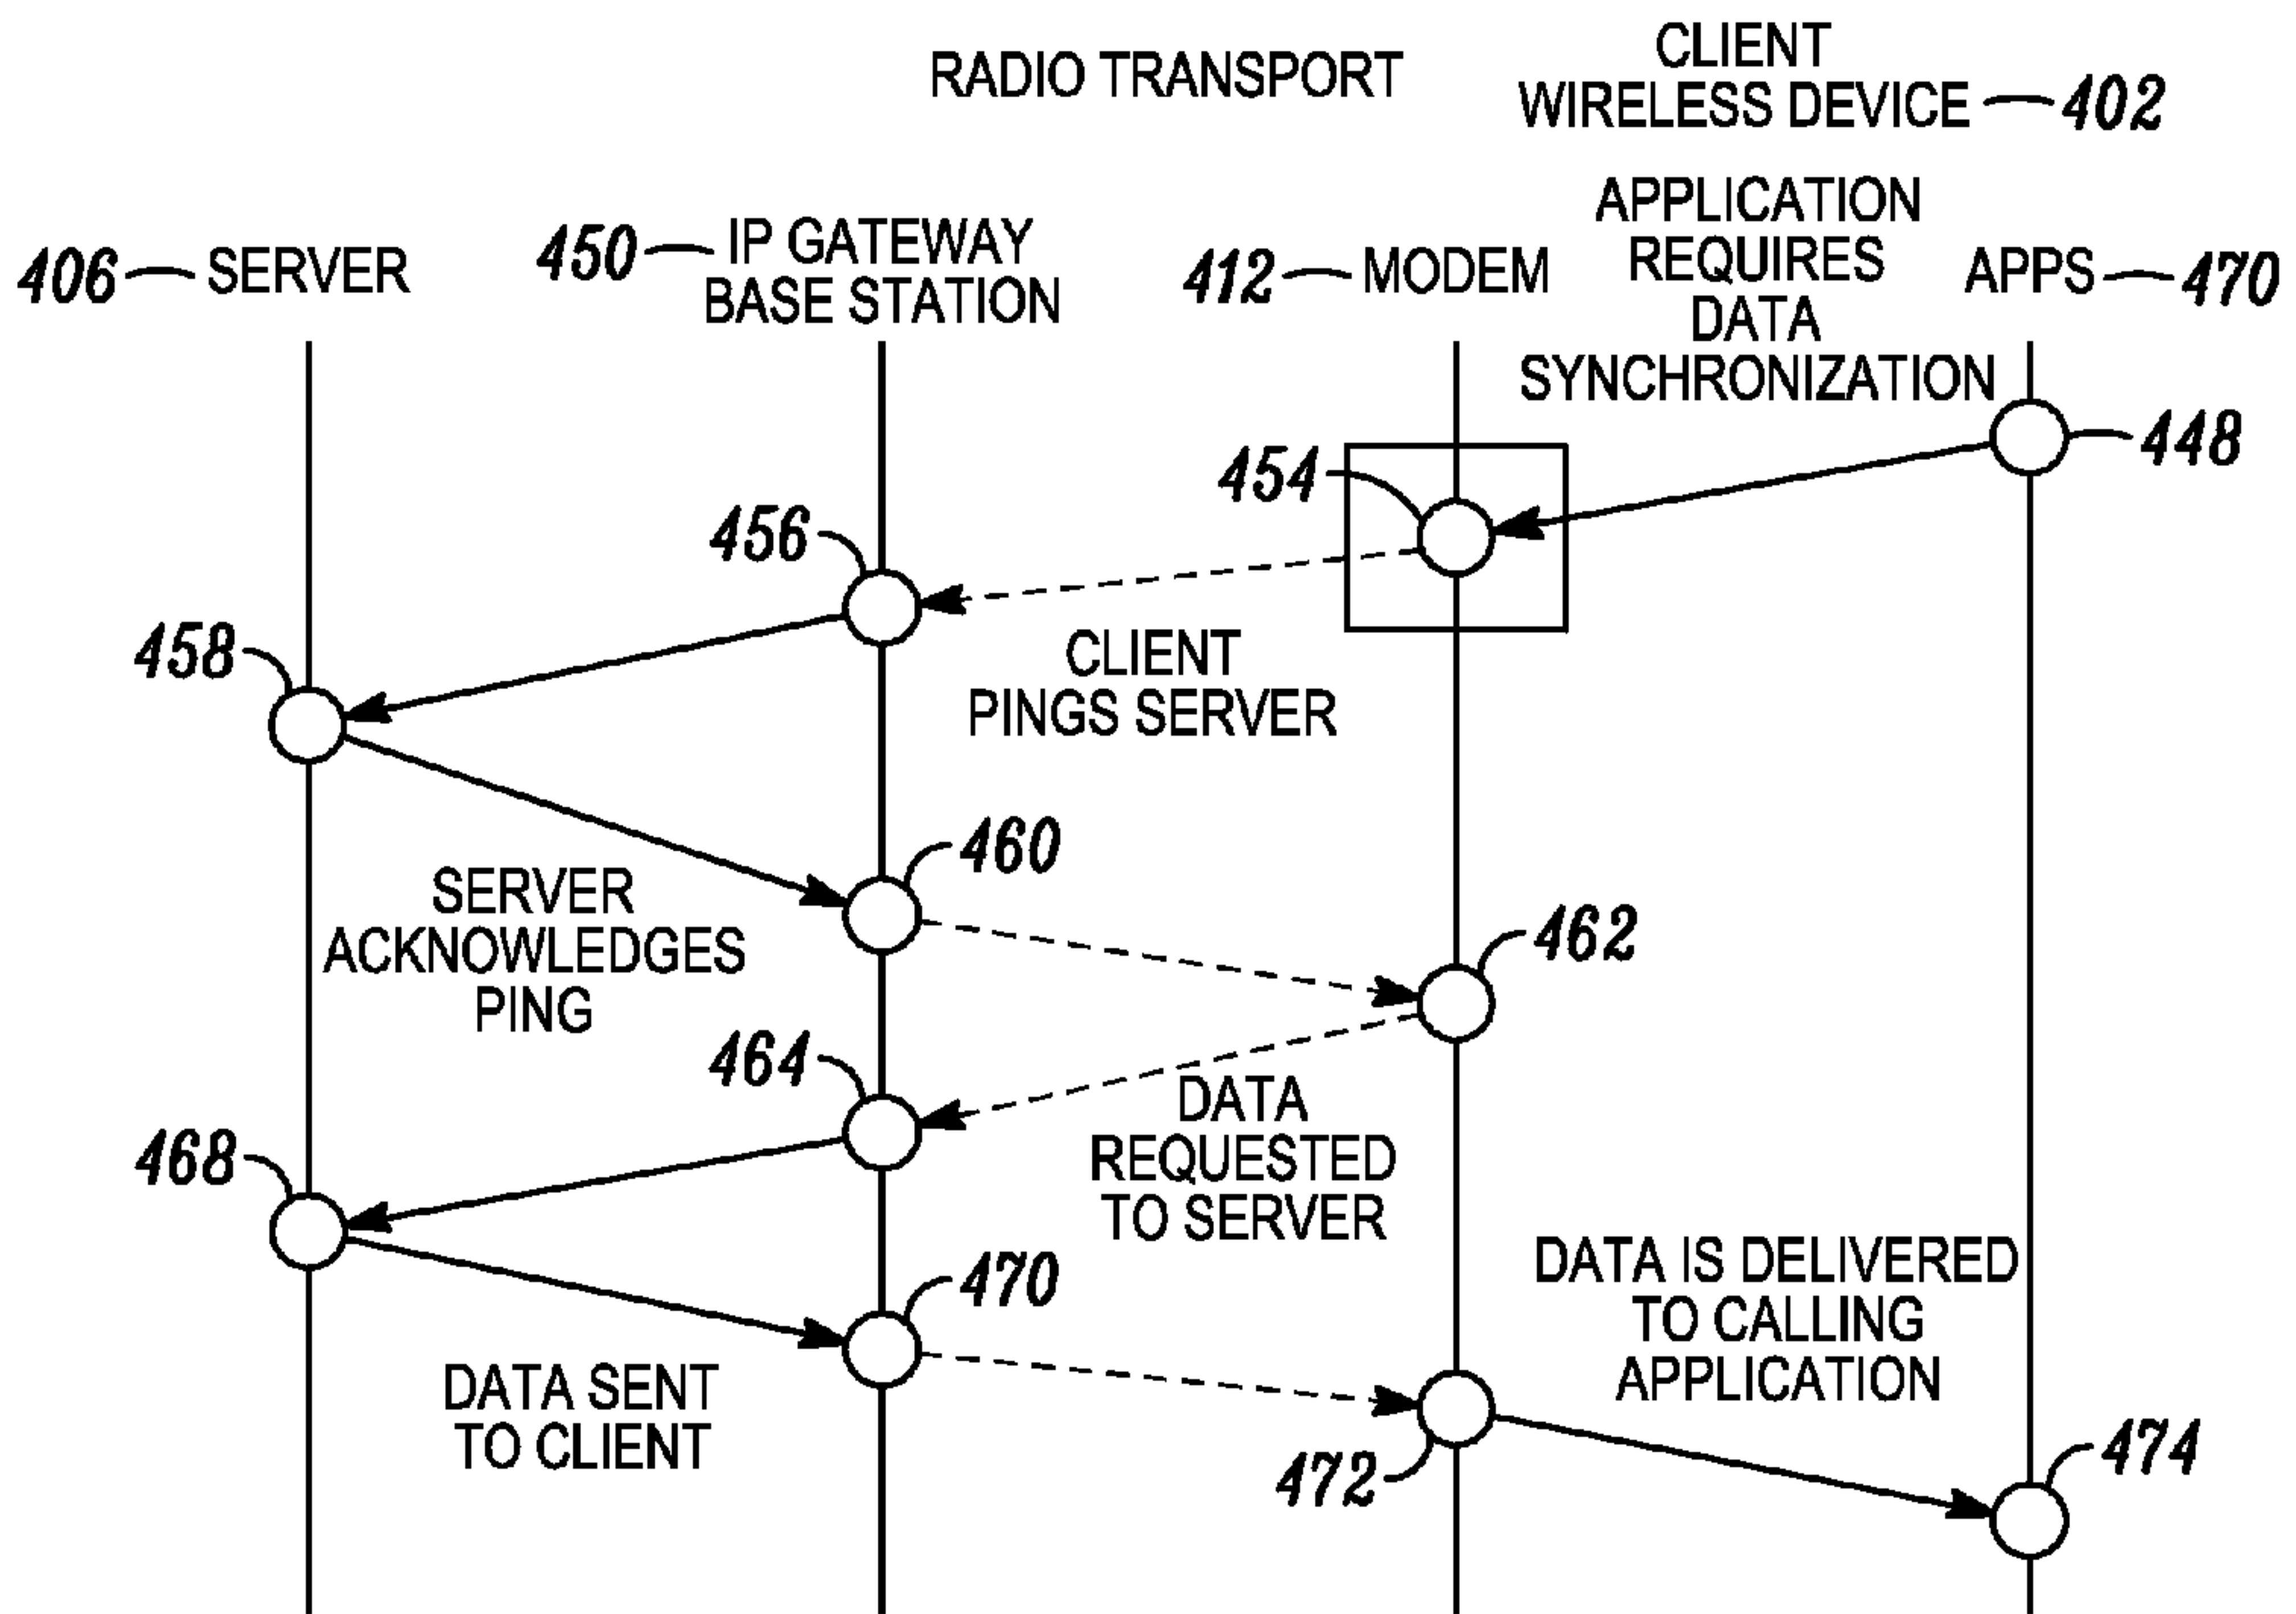 RADIO TRANSPORT
CLIENT
WIRELESS DEVICE 402
406 SERVER
450 IP GATEWAY
BASE STATION
412 MODEM
APPLICATION
REQUIRES
DATA
SYNCHRONIZATION
APPS 470
448
454
456
CLIENT
PINGS SERVER
458
460
SERVER
ACKNOWLEDGES
PING
462
464
DATA
REQUESTED
TO SERVER
468
470
DATA IS DELIVERED
TO CALLING
APPLICATION
DATA SENT
TO CLIENT
472
474